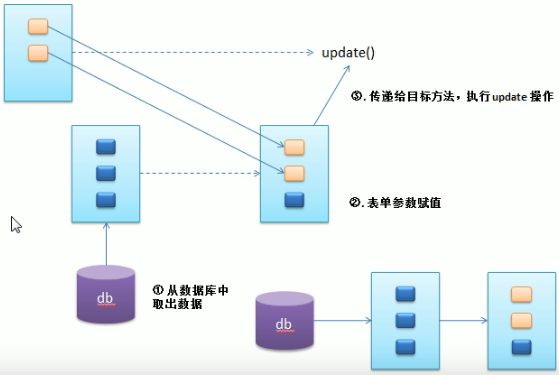 update()
③. 传递给目标方法，执行 update 操作
②. 表单参数赋值
① 从数据库中
取出数据
db
db